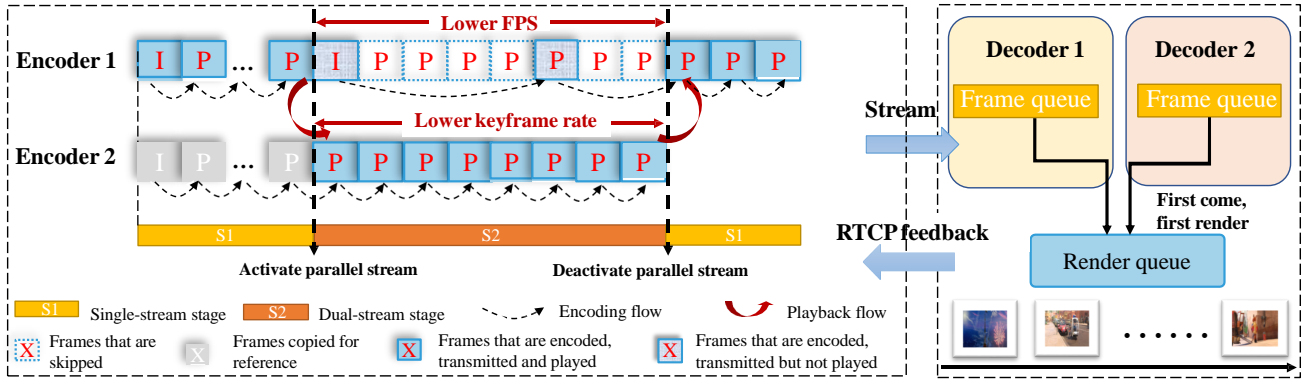 Lower FPS
Encoder 1
I P ... P I P P P P P P P P P P
Lower keyframe rate
Encoder 2
I P ... P P P P P P P P P
S1 S2 S1
Activate parallel stream
Deactivate parallel stream
S1 Single-stream stage
S2 Dual-stream stage
Encoding flow
Playback flow
X Frames that are
skipped
X Frames copied for
reference
X Frames that are encoded,
transmitted and played
X Frames that are encoded,
transmitted but not played
Stream
RTCP feedback
Decoder 1
Frame queue
Decoder 2
Frame queue
First come,
first render
Render queue
......